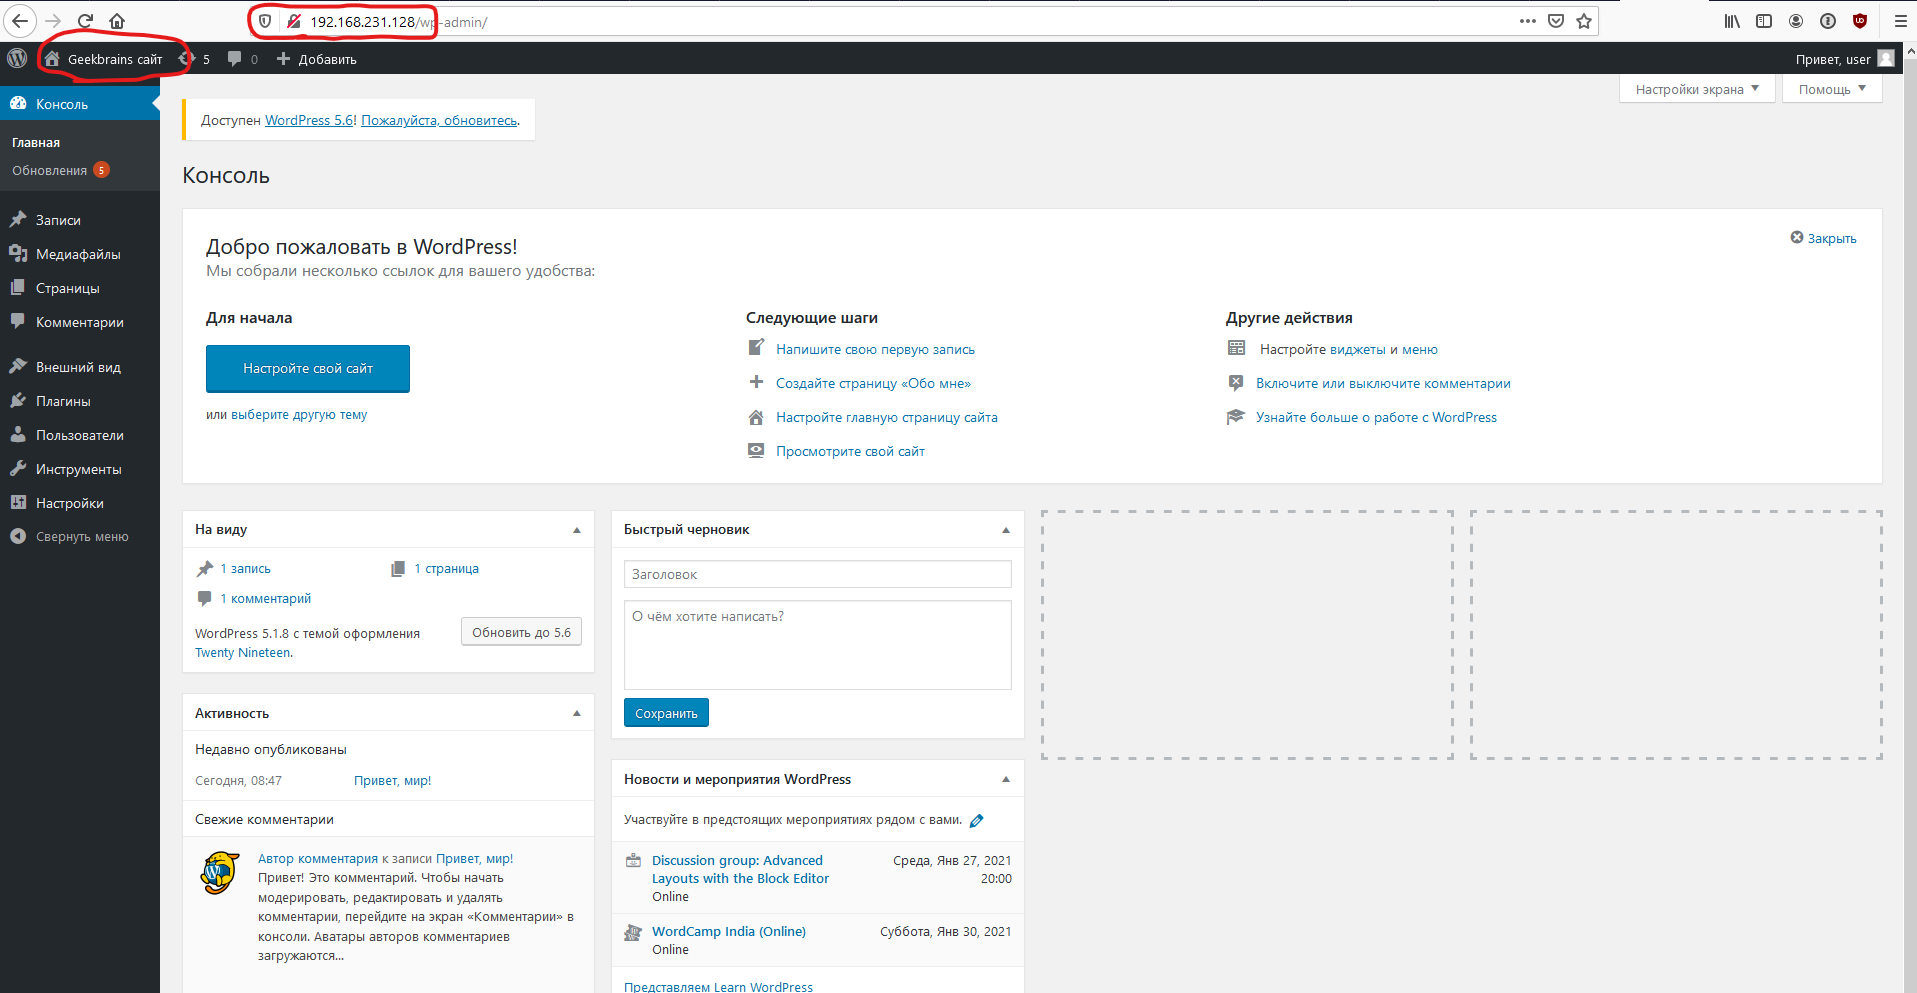 192.168.231.128/wp-admin/
Geekbrains сайт 5 0 Добавить Привет, user
Консоль
Главная
Обновления 5
Записи
Медиафайлы
Страницы
Комментарии
Внешний вид
Плагины
Пользователи
Инструменты
Настройки
Свернуть меню
Настройки экрана Помощь
Доступен WordPress 5.6! Пожалуйста, обновитесь.
Консоль
Добро пожаловать в WordPress!
Закрыть
Мы собрали несколько ссылок для вашего удобства:
Для начала
Настройте свой сайт
или выберите другую тему
Следующие шаги
Напишите свою первую запись
Создайте страницу «Обо мне»
Настройте главную страницу сайта
Просмотрите свой сайт
Другие действия
Настройте виджеты и меню
Включите или выключите комментарии
Узнайте больше о работе с WordPress
На виду
1 запись 1 страница
1 комментарий
WordPress 5.1.8 с темой оформления
Twenty Nineteen.
Обновить до 5.6
Активность
Недавно опубликованы
Сегодня, 08:47 Привет, мир!
Свежие комментарии
Автор комментария к записи Привет, мир!
Привет! Это комментарий. Чтобы начать
модерировать, редактировать и удалять
комментарии, перейдите на экран «Комментарии» в
консоли. Аватары авторов комментариев
загружаются...
Быстрый черновик
Заголовок
О чём хотите написать?
Сохранить
Новости и мероприятия WordPress
Участвуйте в предстоящих мероприятиях рядом с вами.
Discussion group: Advanced Среда, Янв 27, 2021
Layouts with the Block Editor 20:00
Online
WordCamp India (Online) Суббота, Янв 30, 2021
Online
Представляем Learn WordPress